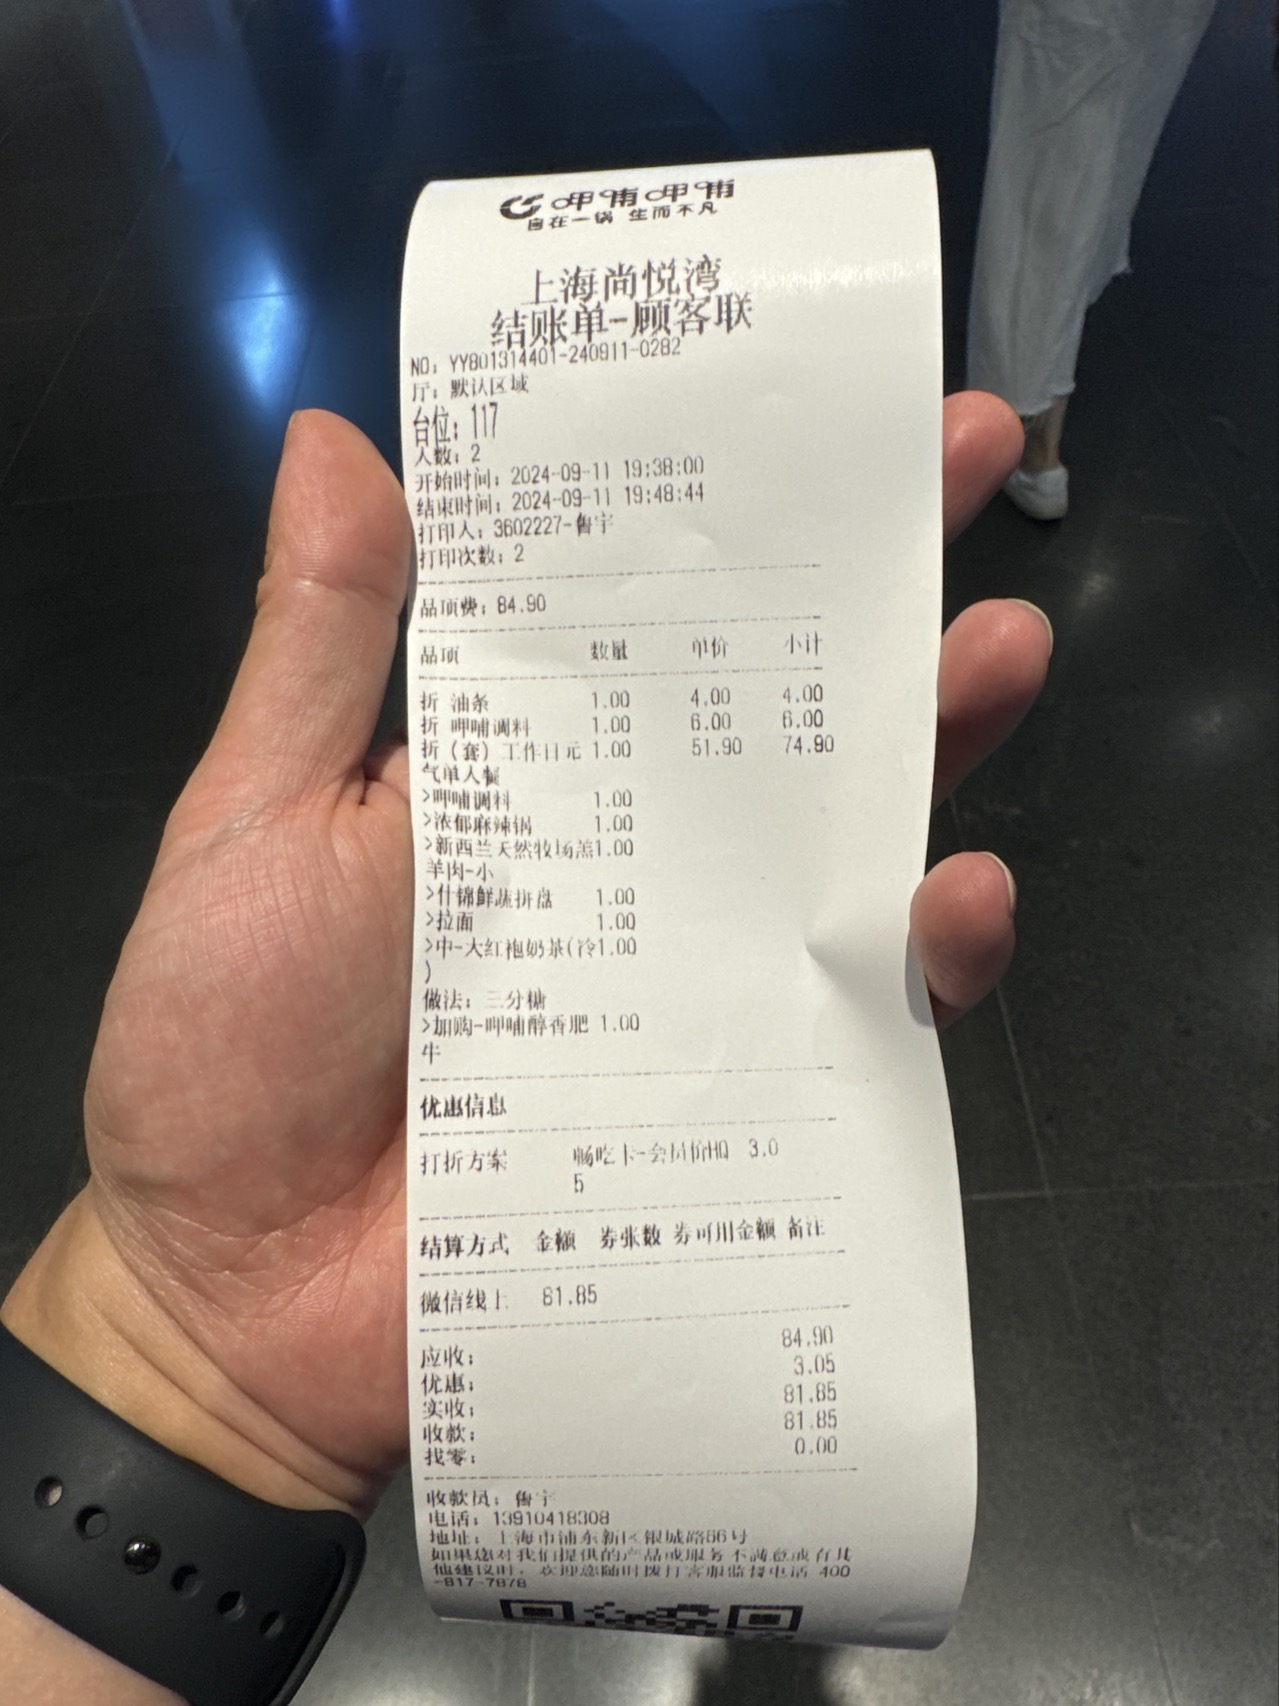 呷哺呷哺
自在一锅 生而不凡
上海尚悦湾
结账单-顾客联
NO: YY801314401-240911-0282
厅: 默认区域
台位: 117
人数: 2
开始时间: 2024-09-11 19:38:00
结束时间: 2024-09-11 19:48:44
打印人: 3602227-鲁宇
打印次数: 2
品项费: 84.90
品项 数量 单价 小计
折 油条 1.00 4.00 4.00
折 呷哺调料 1.00 6.00 6.00
折(套)工作日元 1.00 51.90 74.90
气单人餐
>呷哺调料 1.00
>浓郁麻辣锅 1.00
>新西兰天然牧场羔1.00
羊肉-小
>什锦鲜蔬拼盘 1.00
>拉面 1.00
>中-大红袍奶茶(冷1.00
)
做法: 三分糖
>加购-呷哺醇香肥 1.00
牛
优惠信息
打折方案 畅吃卡-会员价HQ 3.0
5
结算方式 金额 券张数 券可用金额 备注
微信线上 81.85
应收: 84.90
优惠: 3.05
实收: 81.85
收款: 81.85
找零: 0.00
收款员: 鲁宇
电话: 13910418308
地址: 上海市浦东新区银城路66号
如果您对我们提供的产品或服务不满意或有其
他建议时, 欢迎您随时拨打客服监督电话 400
-817-7878